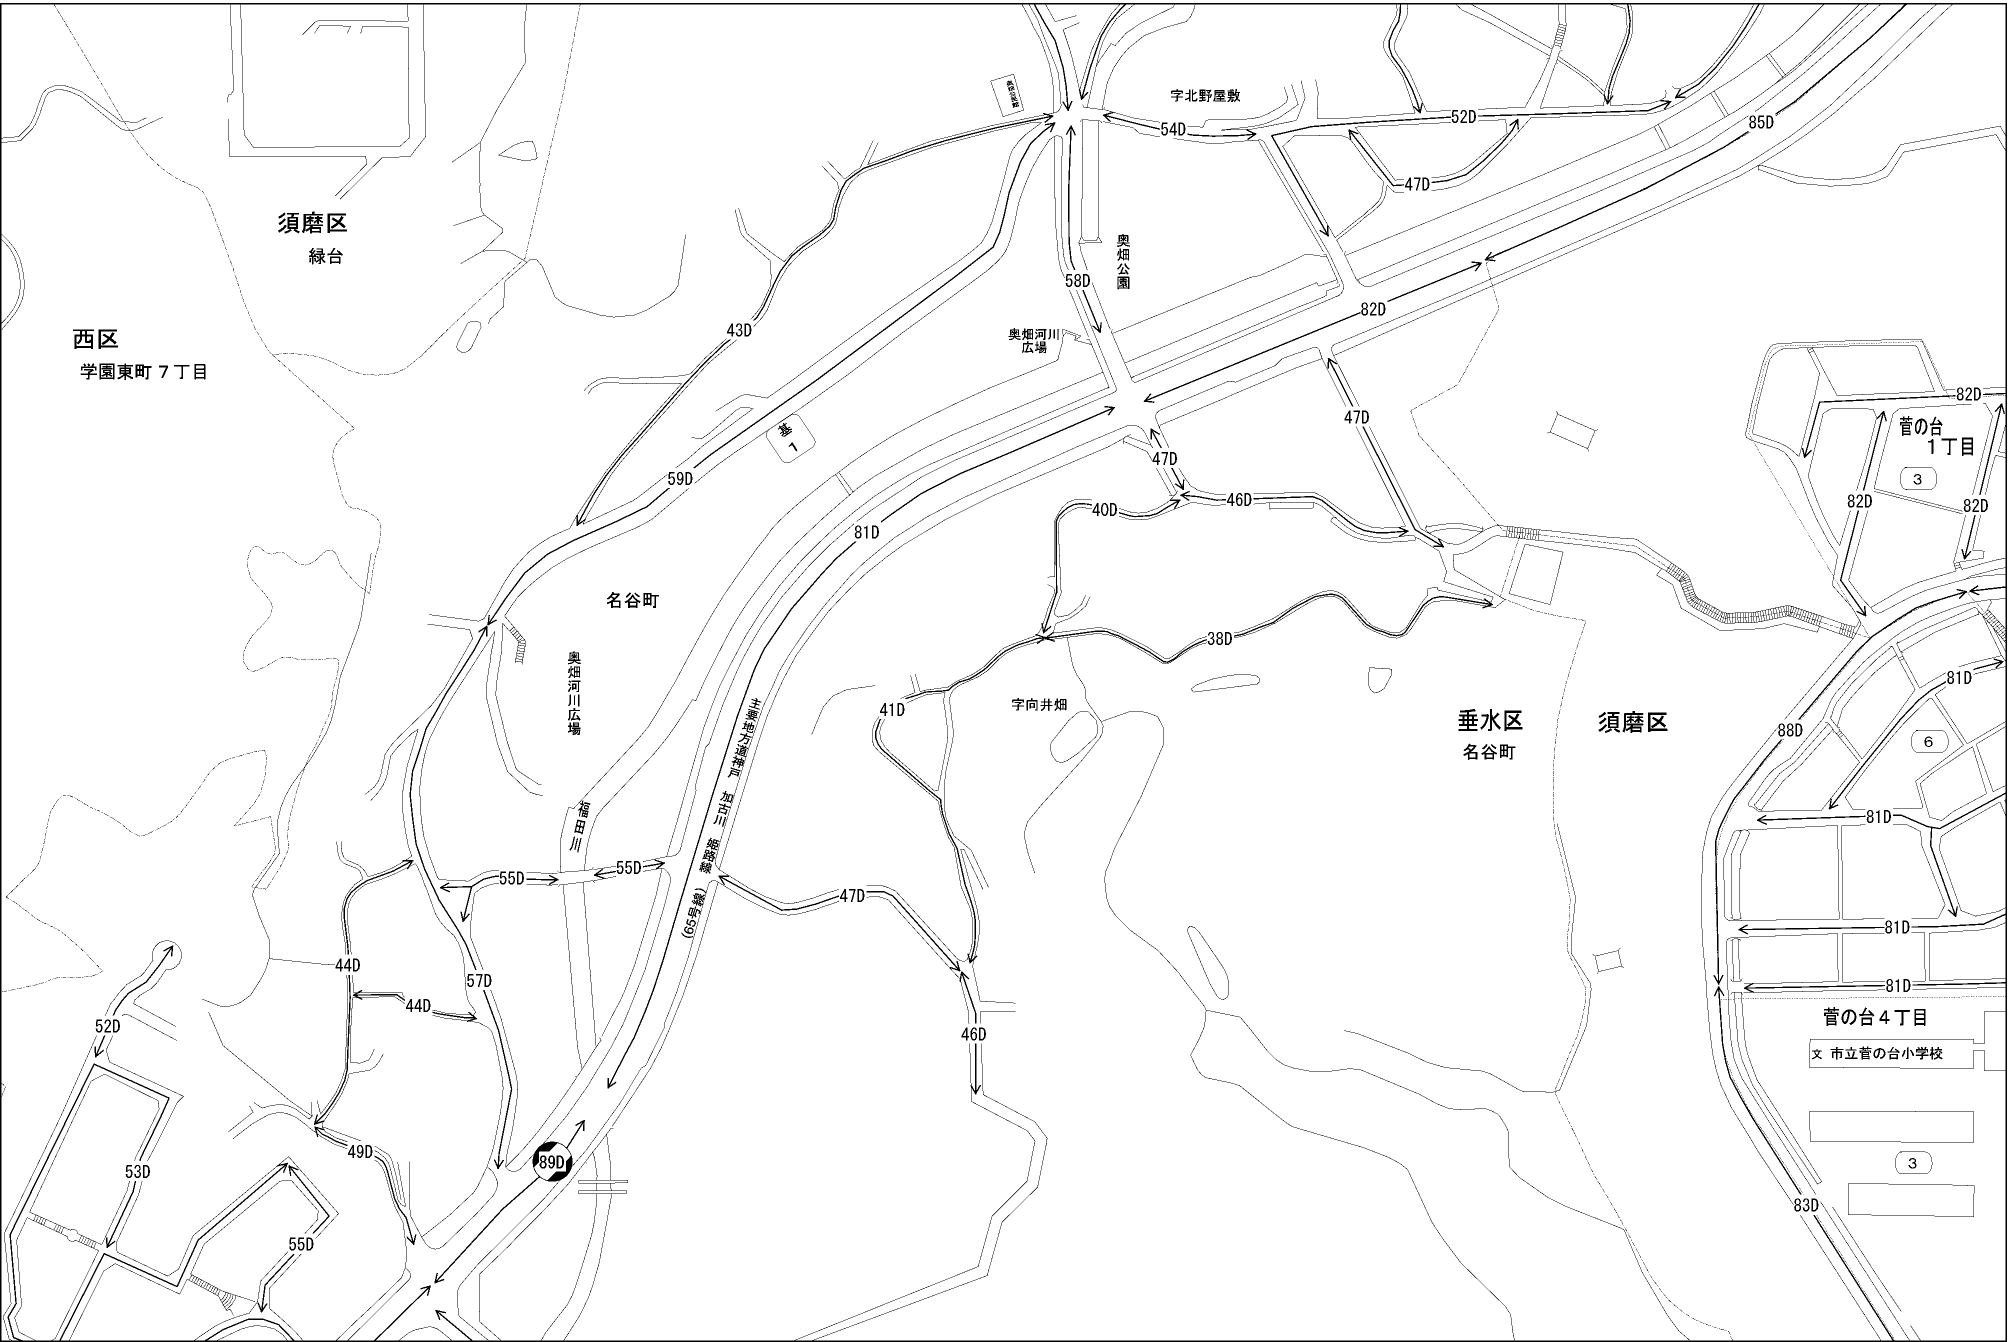 字北野屋敷
54D
52D
85D
47D
須磨区
緑台
奥畑公園
58D
82D
43D
奥畑河川
広場
西区
学園東町７丁目
基
1
59D
47D
47D
82D
菅の台
１丁目
3
82D
82D
81D
40D
46D
名谷町
38D
奥畑河川広場
41D
字向井畑
垂水区
名谷町
須磨区
81D
88D
6
主要地方道神戸 加古川 姫路線
(65号線)
福田川
81D
55D
55D
47D
81D
44D
57D
44D
81D
52D
46D
菅の台４丁目
文 市立菅の台小学校
49D
89D
53D
3
55D
83D